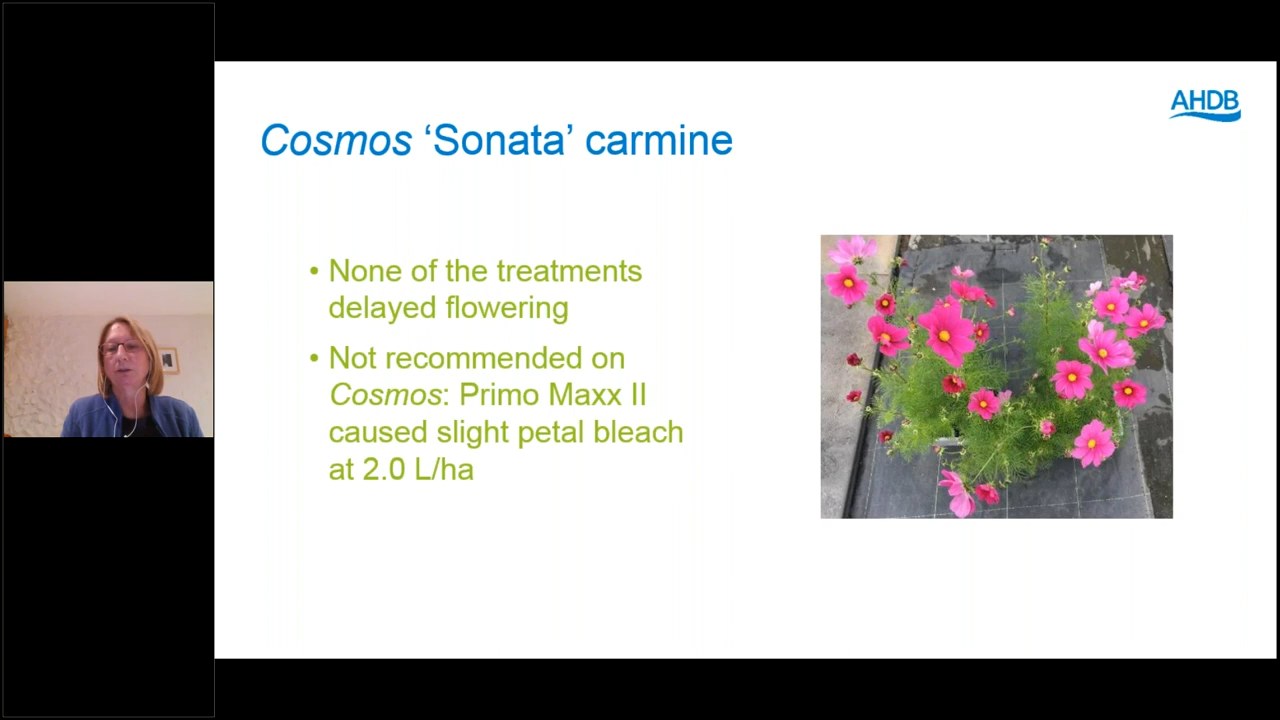 AHDB
Cosmos ‘Sonata’ carmine
• None of the treatments
delayed flowering
• Not recommended on
Cosmos: Primo Maxx II
caused slight petal bleach
at 2.0 L/ha